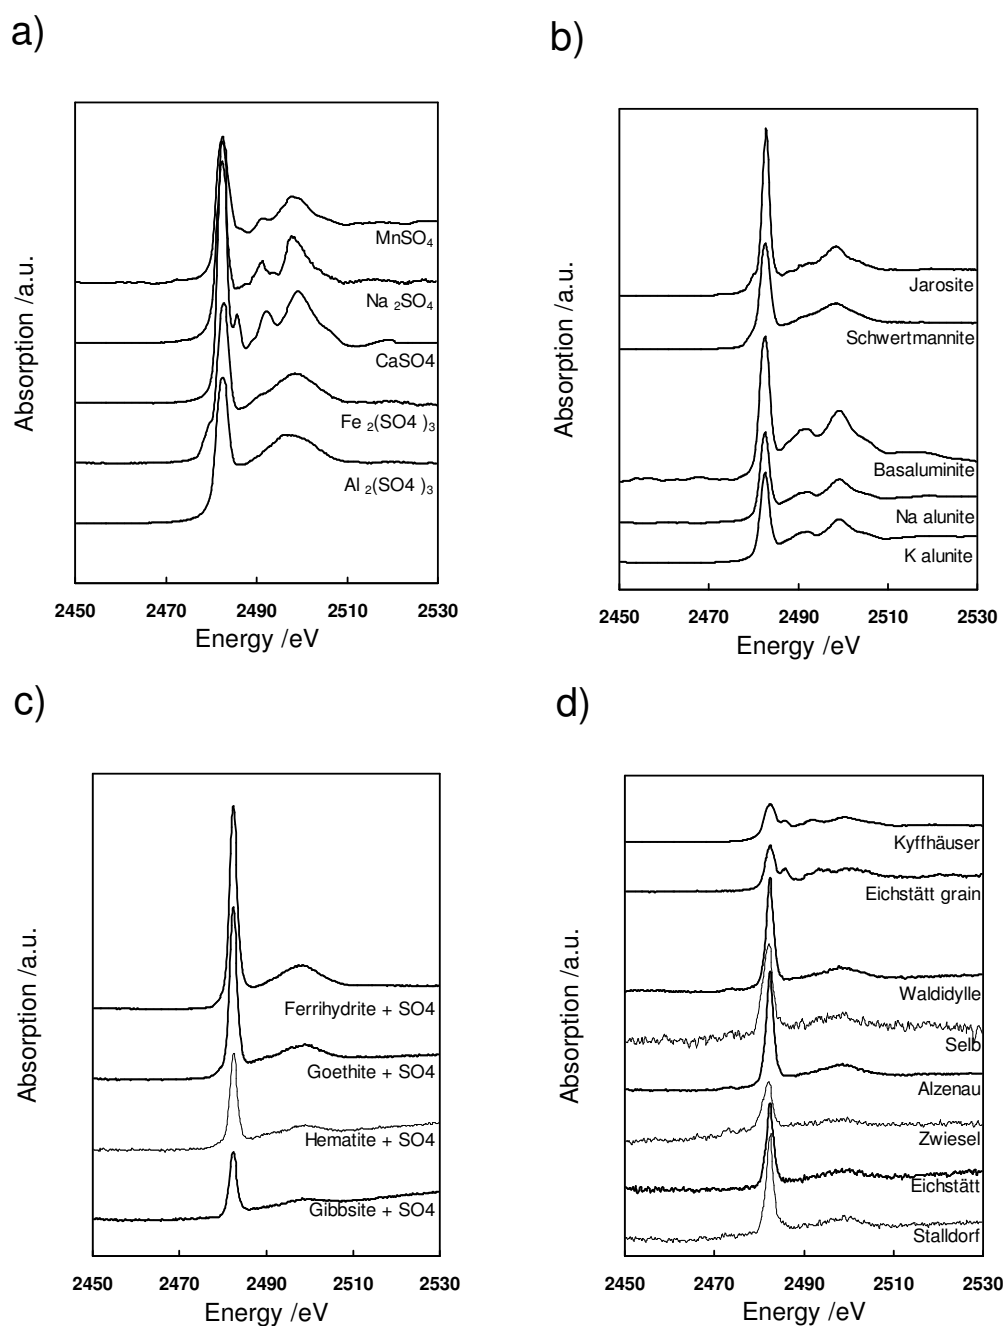 a)
Absorption /a.u.
MnSO4
Na 2SO4
CaSO4
Fe 2(SO4 )3
Al 2(SO4 )3
2450 2470 2490 2510 2530
Energy /eV
b)
Absorption /a.u.
Jarosite
Schwertmannite
Basaluminite
Na alunite
K alunite
2450 2470 2490 2510 2530
Energy /eV
c)
Absorption /a.u.
Ferrihydrite + SO4
Goethite + SO4
Hematite + SO4
Gibbsite + SO4
2450 2470 2490 2510 2530
Energy /eV
d)
Absorption /a.u.
Kyffhäuser
Eichstätt grain
Waldidylle
Selb
Alzenau
Zwiesel
Eichstätt
Stalldorf
2450 2470 2490 2510 2530
Energy /eV